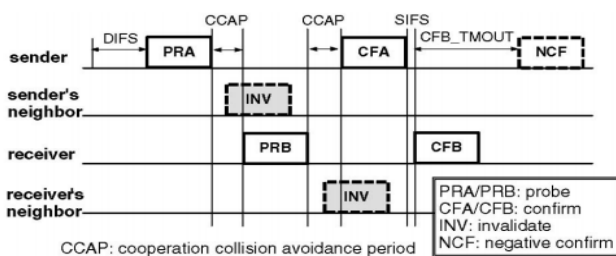 CCAP CCAP SIFS
DIFS CFB_TMOUT
sender PRA CFA NCF
sender's
neighbor INV
receiver PRB CFB
receiver's
neighbor INV
PRA/PRB: probe
CFA/CFB: confirm
INV: invalidate
NCF: negative confirm
CCAP: cooperation collision avoidance period